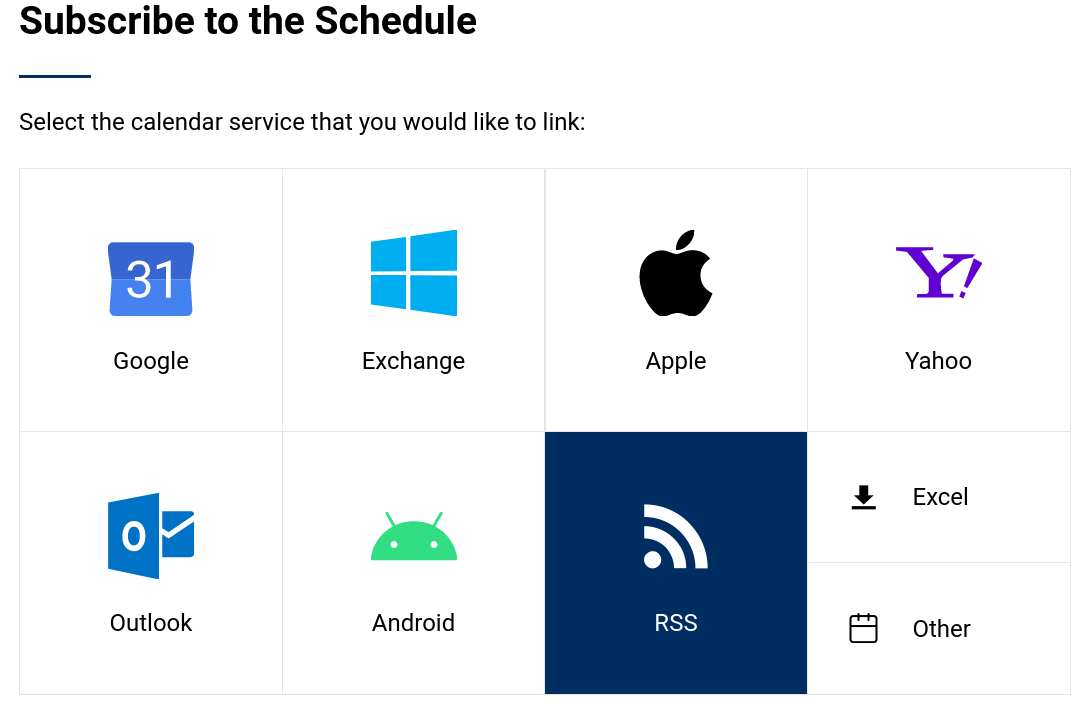 Subscribe to the Schedule
Select the calendar service that you would like to link:
31
Google
Exchange
Apple
Y!
Yahoo
O
Outlook
Android
RSS
Excel
Other